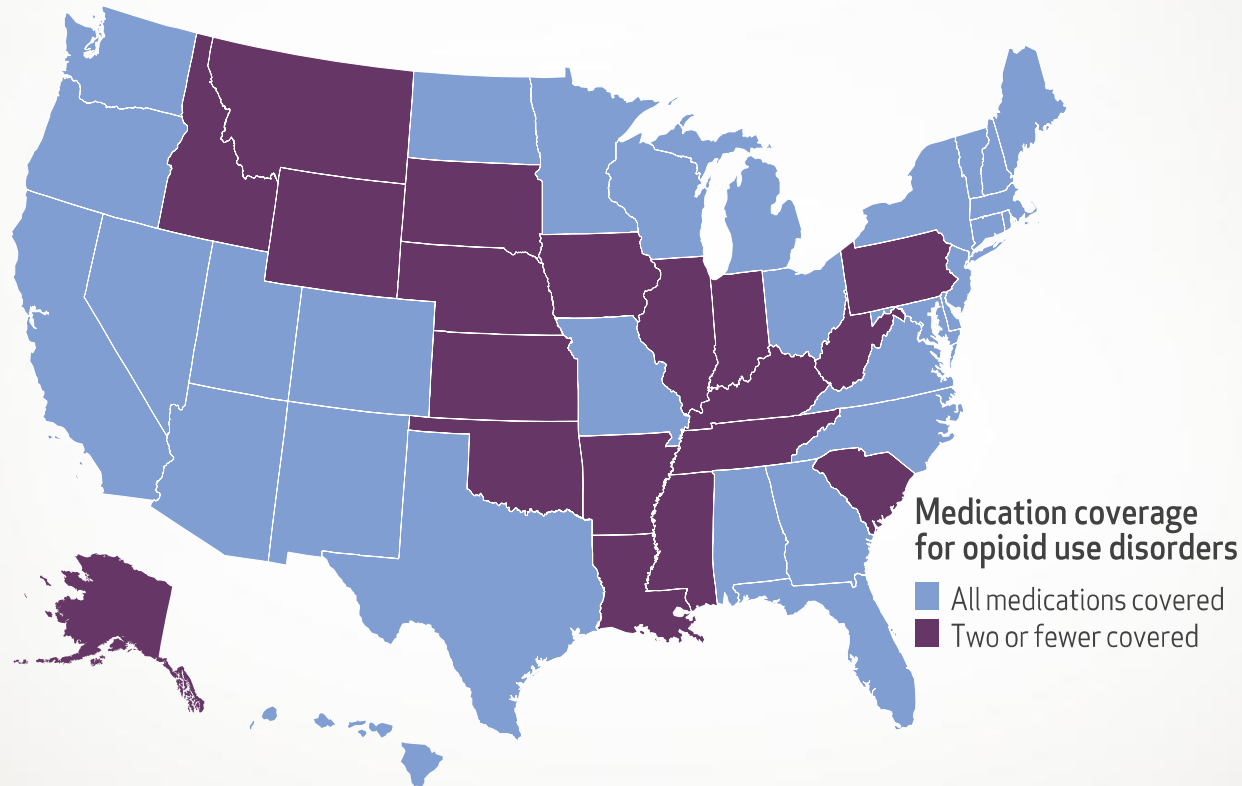 Medication coverage
for opioid use disorders
All medications covered
Two or fewer covered